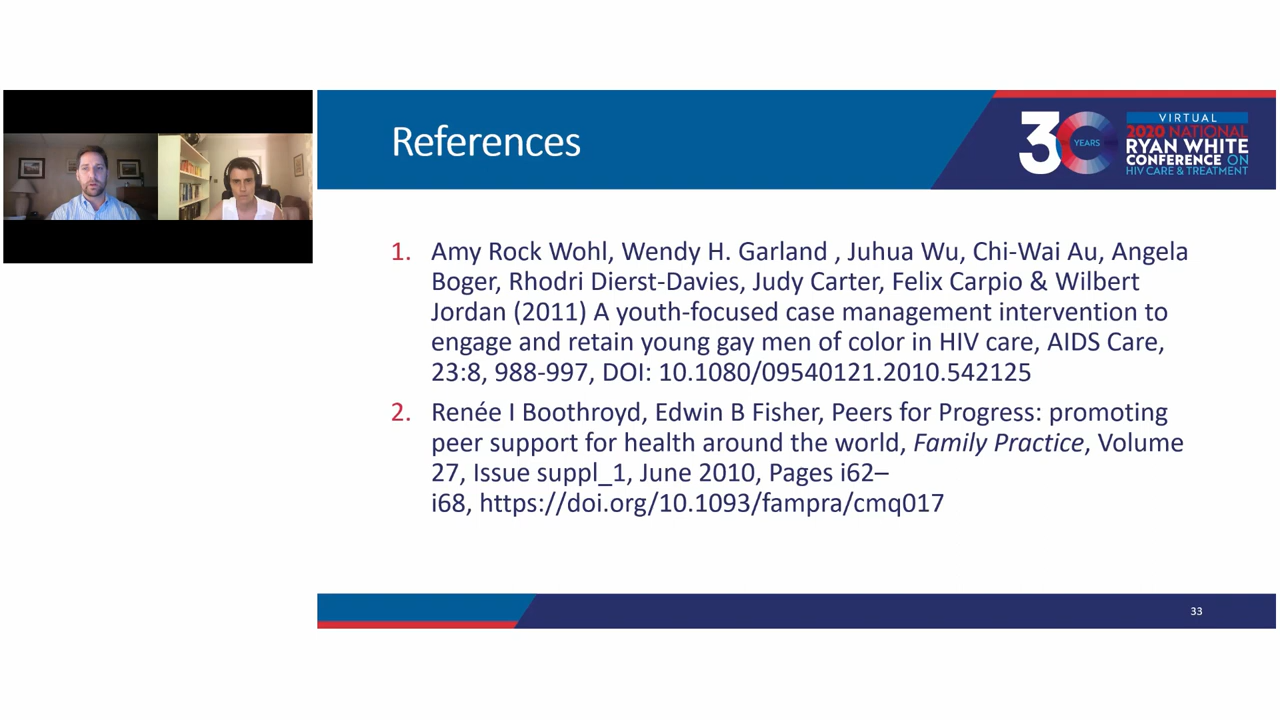 References
30 YEARS
VIRTUAL
2020 NATIONAL
RYAN WHITE
CONFERENCE ON
HIV CARE & TREATMENT
1. Amy Rock Wohl, Wendy H. Garland , Juhua Wu, Chi-Wai Au, Angela
Boger, Rhodri Dierst-Davies, Judy Carter, Felix Carpio & Wilbert
Jordan (2011) A youth-focused case management intervention to
engage and retain young gay men of color in HIV care, AIDS Care,
23:8, 988-997, DOI: 10.1080/09540121.2010.542125
2. Renée I Boothroyd, Edwin B Fisher, Peers for Progress: promoting
peer support for health around the world, Family Practice, Volume
27, Issue suppl_1, June 2010, Pages i62–
i68, https://doi.org/10.1093/fampra/cmq017
33